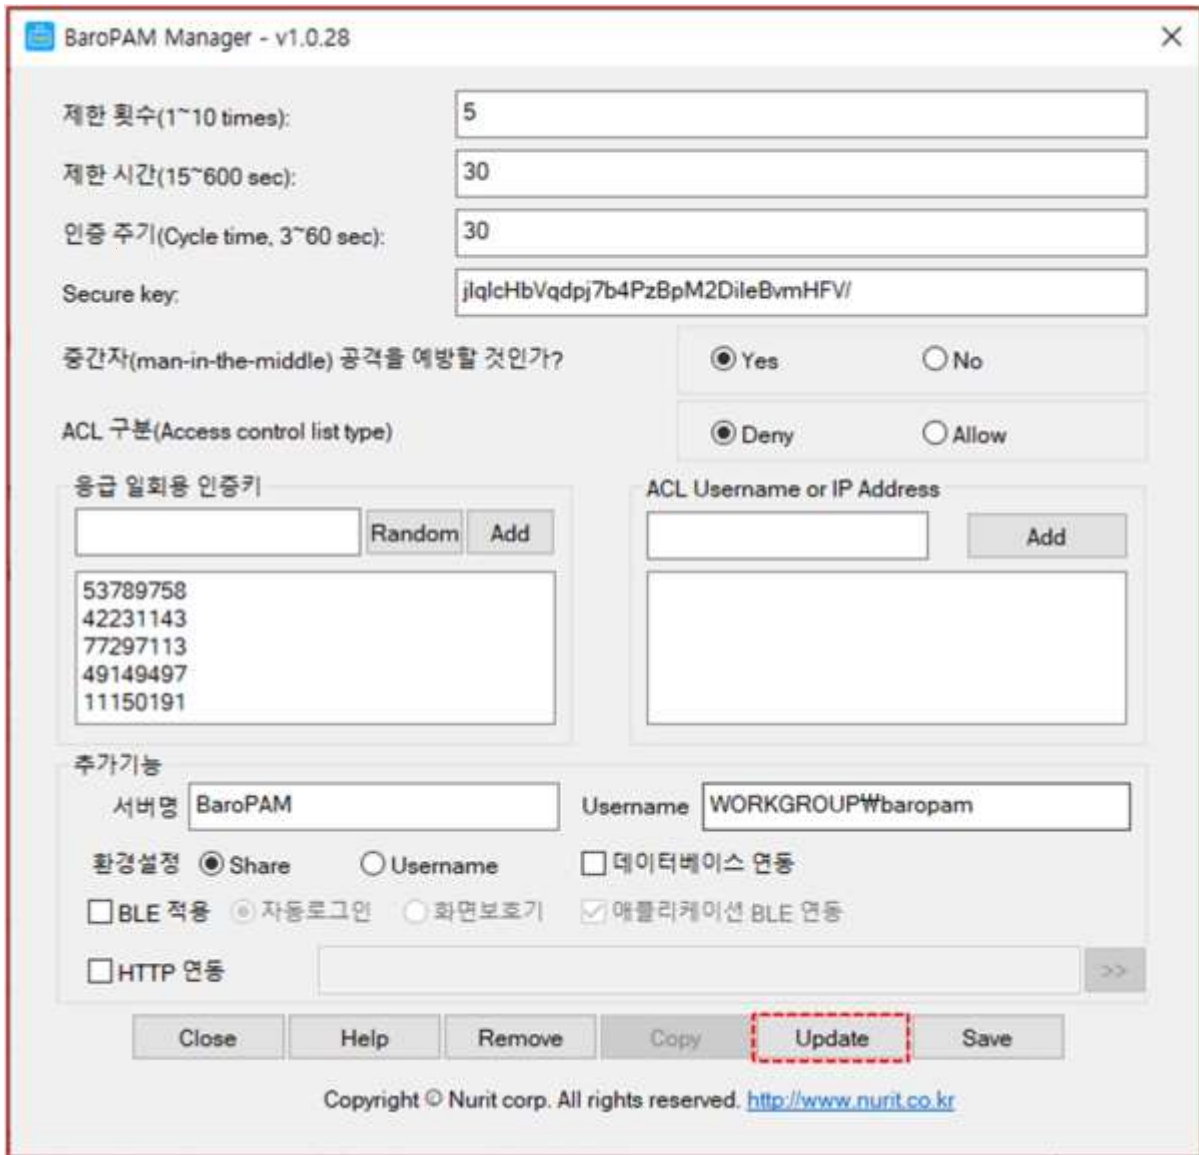 BaroPAM Manager - v1.0.28
제한 횟수(1~10 times): 5
제한 시간(15~600 sec): 30
인증 주기(Cycle time, 3~60 sec): 30
Secure key: jIqIcHbVqdpj7b4PzBpM2DiIeBvmHFV/
중간자(man-in-the-middle) 공격을 예방할 것인가? Yes No
ACL 구분(Access control list type) Deny Allow
응급 일회용 인증키
Random Add
53789758
42231143
77297113
49149497
11150191
ACL Username or IP Address
Add
추가기능
서버명 BaroPAM Username WORKGROUP₩baropam
환경설정 Share Username 데이터베이스 연동
BLE 적용 자동로그인 화면보호기 애플리케이션 BLE 연동
HTTP 연동 >>
Close Help Remove Copy Update Save
Copyright © Nurit corp. All rights reserved. http://www.nurit.co.kr